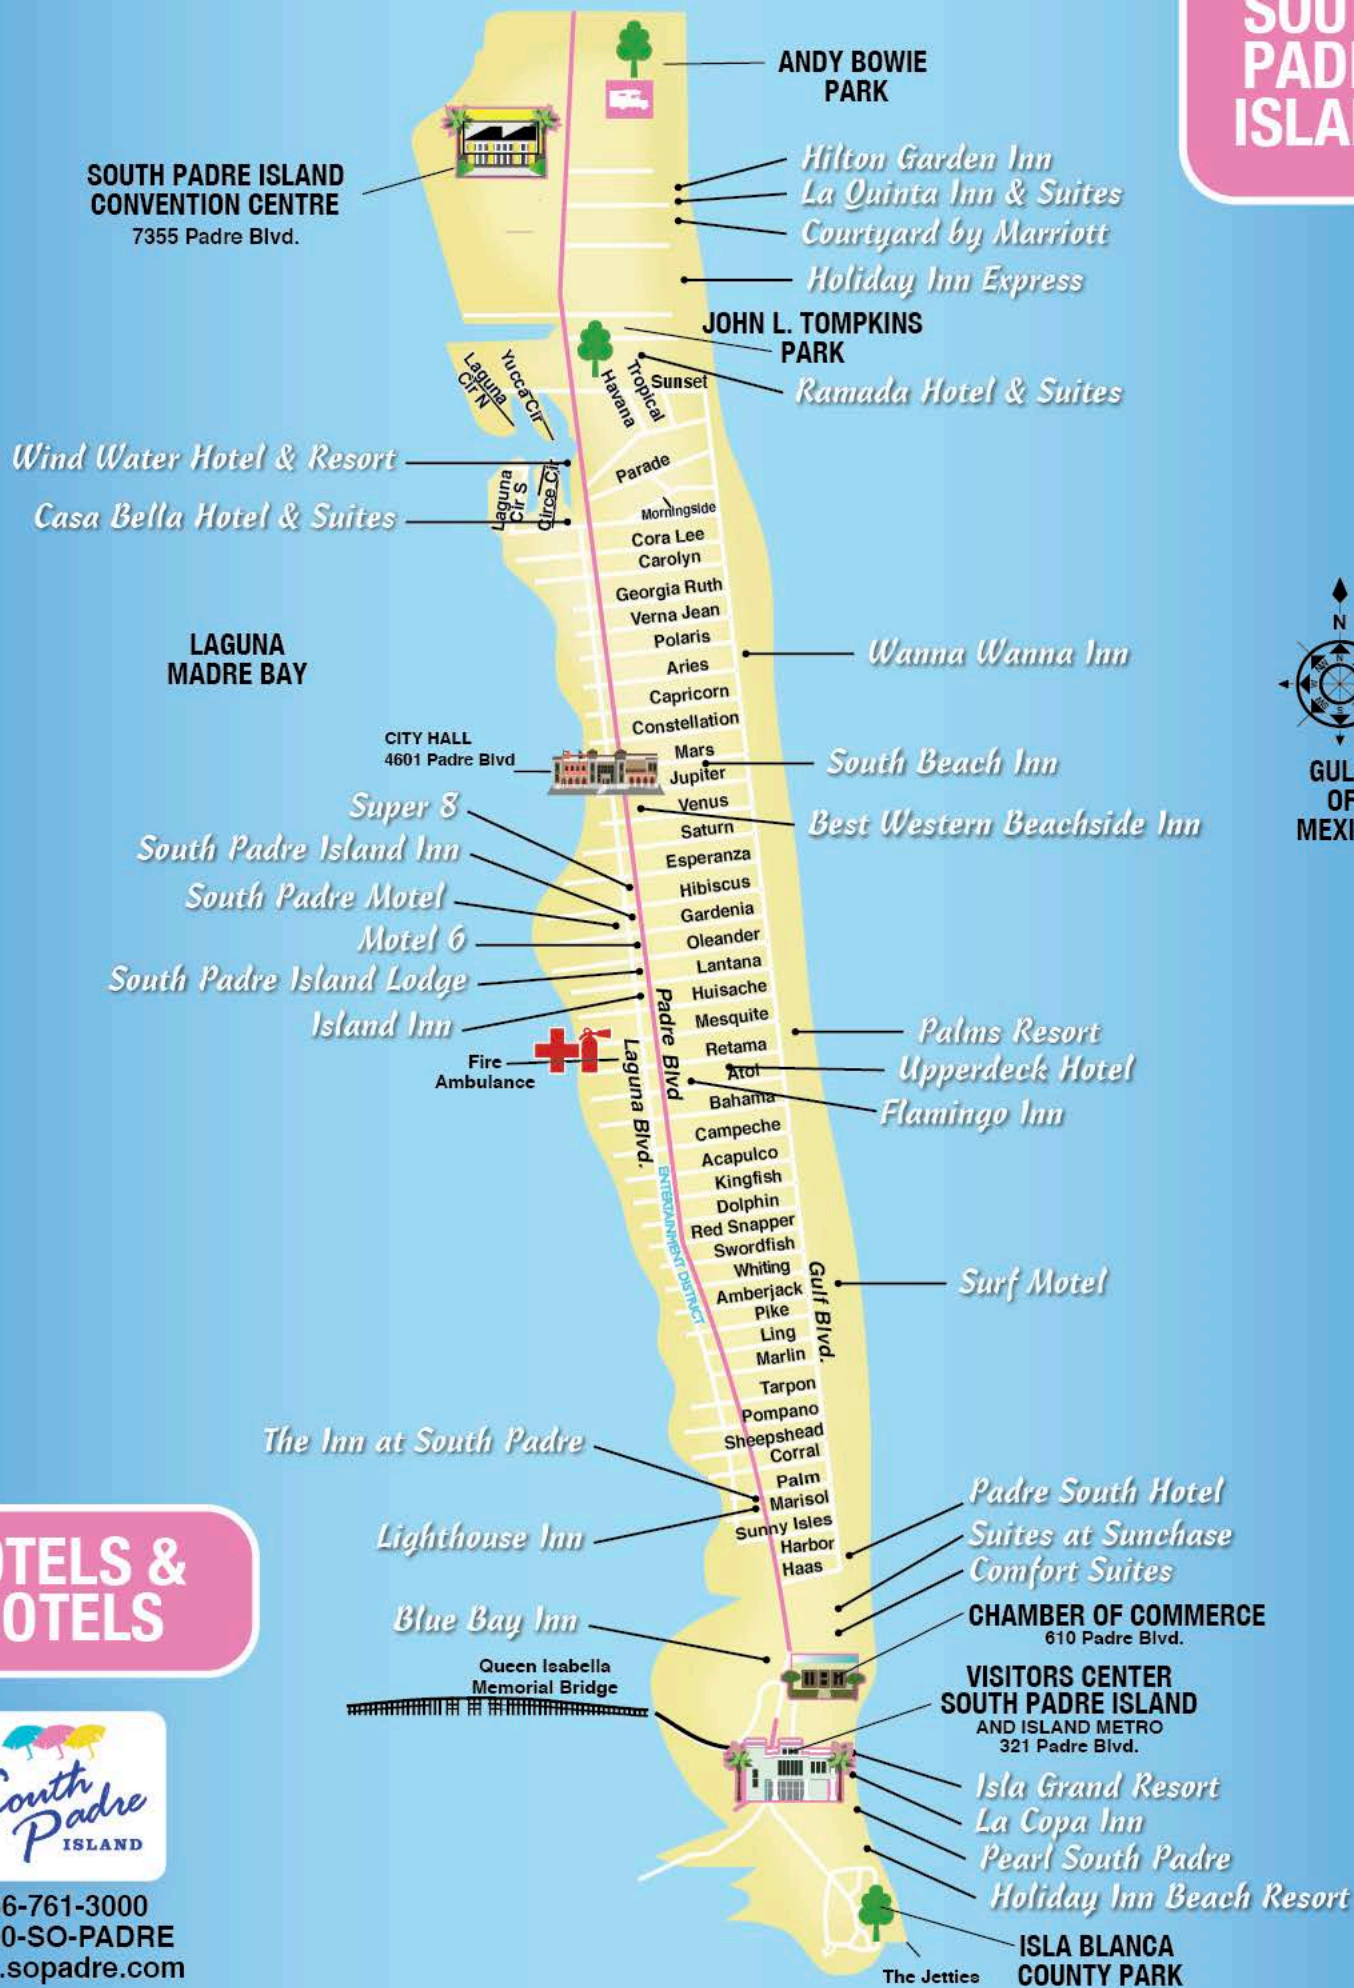 SOUTH PADRE ISLAND
CONVENTION CENTRE
7355 Padre Blvd.
ANDY BOWIE
PARK
Hilton Garden Inn
La Quinta Inn & Suites
Courtyard by Marriott
Holiday Inn Express
JOHN L. TOMPKINS
PARK
Ramada Hotel & Suites
Laguna
Cir N
Yucca Cir
Havana
Tropical
Sunset
Wind Water Hotel & Resort
Casa Bella Hotel & Suites
Laguna
Cir S
Circe Cir
Parade
Morningside
Cora Lee
Carolyn
Georgia Ruth
Verna Jean
Polaris
Aries
Capricorn
Constellation
Mars
Jupiter
Venus
Saturn
Esperanza
Hibiscus
Gardenia
Oleander
Lantana
Huisache
Mesquite
Retama
Atol
Bahama
Campeche
Acapulco
Kingfish
Dolphin
Red Snapper
Swordfish
Whiting
Amberjack
Pike
Ling
Marlin
Tarpon
Pompano
Sheepshead
Corral
Palm
Marisol
Sunny Isles
Harbor
Haas
LAGUNA
MADRE BAY
Wanna Wanna Inn
N
CITY HALL
4601 Padre Blvd
South Beach Inn
Best Western Beachside Inn
Super 8
South Padre Island Inn
South Padre Motel
Motel 6
South Padre Island Lodge
Island Inn
Fire
Ambulance
Padre Blvd
Laguna Blvd.
ENTERTAINMENT DISTRICT
Gulf Blvd.
Palms Resort
Upperdeck Hotel
Flamingo Inn
Surf Motel
The Inn at South Padre
Lighthouse Inn
Blue Bay Inn
Queen Isabella
Memorial Bridge
Padre South Hotel
Suites at Sunchase
Comfort Suites
CHAMBER OF COMMERCE
610 Padre Blvd.
VISITORS CENTER
SOUTH PADRE ISLAND
AND ISLAND METRO
321 Padre Blvd.
Isla Grand Resort
La Copa Inn
Pearl South Padre
Holiday Inn Beach Resort
ISLA BLANCA
COUNTY PARK
The Jetties
SOUT
PADR
ISLA
GUL
OF
MEXI
OTELS &
OTELS
South
Padre
ISLAND
6-761-3000
0-SO-PADRE
.sopadre.com